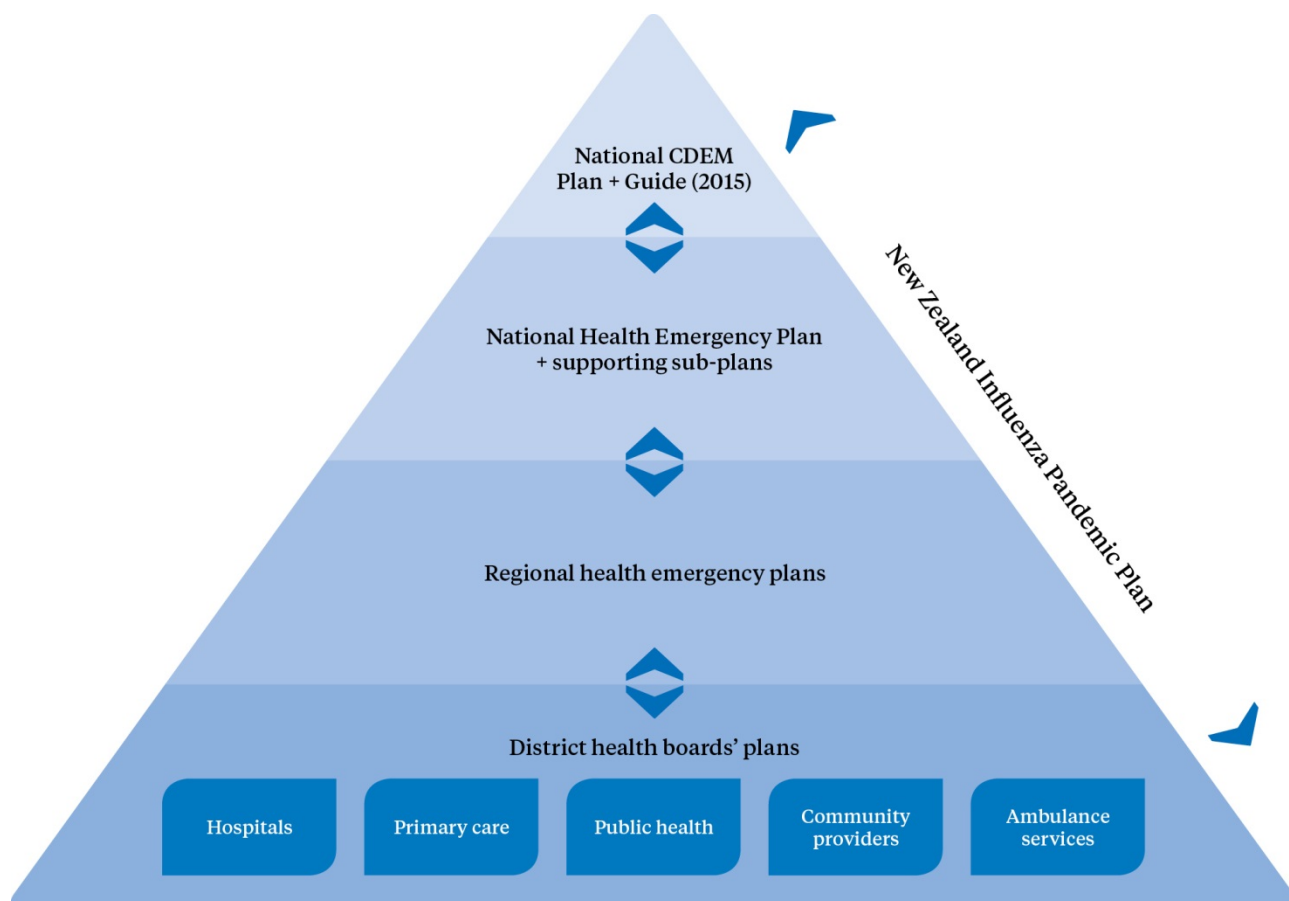 National CDEM
Plan + Guide (2015)
New Zealand Influenza Pandemic Plan
National Health Emergency Plan
+ supporting sub-plans
Regional health emergency plans
District health boards’ plans
Hospitals
Primary care
Public health
Community
providers
Ambulance
services